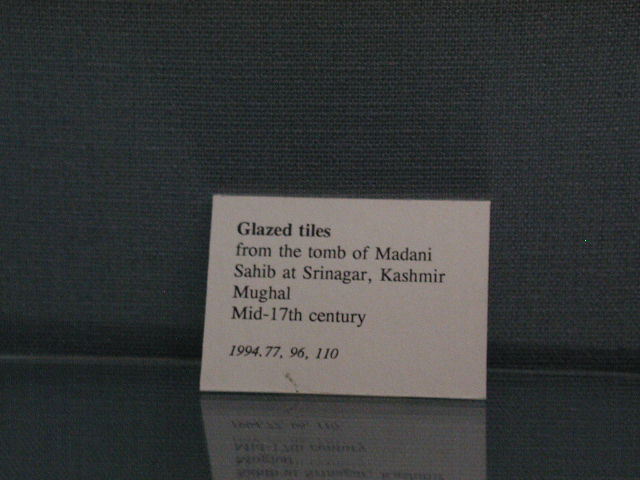 Glazed tiles
from the tomb of Madani
Sahib at Srinagar, Kashmir
Mughal
Mid-17th century
1994.77, 96, 110